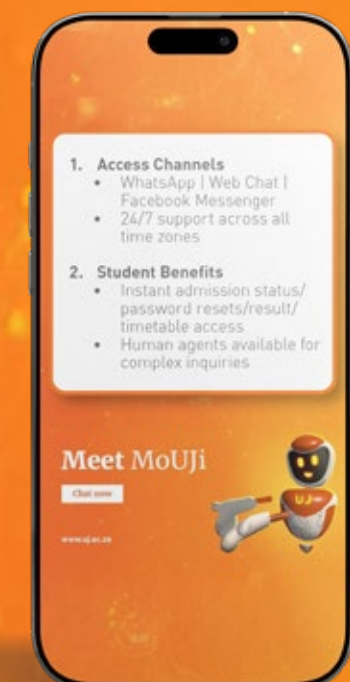 1. Access Channels
• WhatsApp | Web Chat |
Facebook Messenger
• 24/7 support across all
time zones
2. Student Benefits
• Instant admission status/
password resets/result/
timetable access
• Human agents available for
complex inquiries
Meet MoUJi
Chat now
UJ
www.uj.ac.za